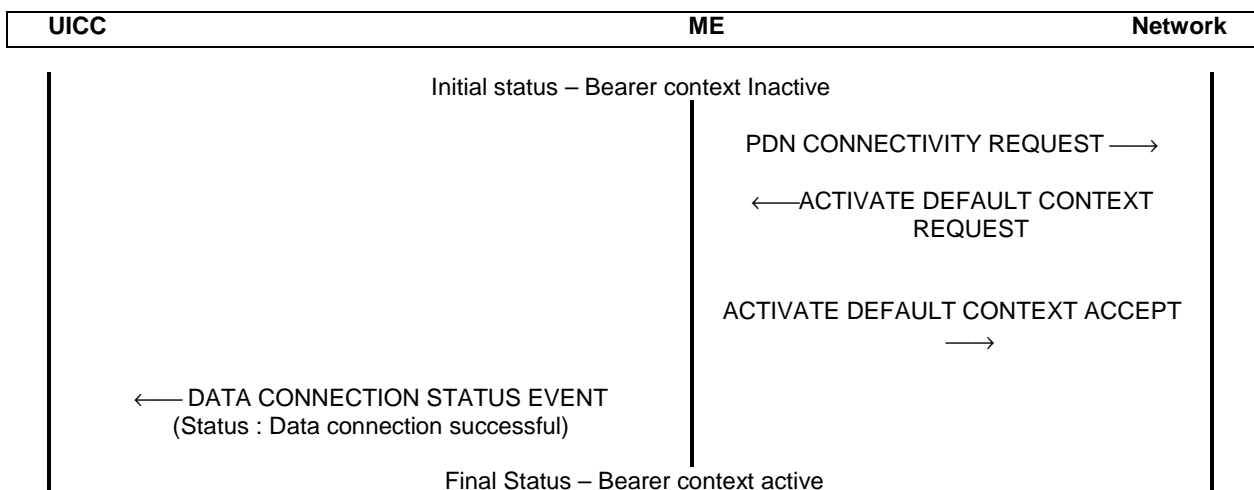 UICC ME Network
Initial status – Bearer context Inactive
PDN CONNECTIVITY REQUEST ⟶
⟵ACTIVATE DEFAULT CONTEXT
REQUEST
ACTIVATE DEFAULT CONTEXT ACCEPT
⟶
⟵ DATA CONNECTION STATUS EVENT
(Status : Data connection successful)
Final Status – Bearer context active